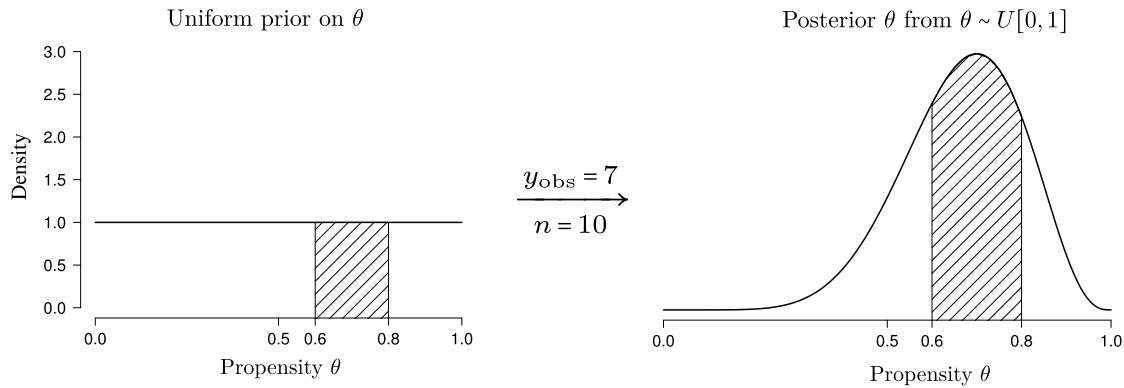 Uniform prior on θ
Density
3.0
2.5
2.0
1.5
1.0
0.5
0.0
0.0 0.5 0.6 0.8 1.0
Propensity θ
y_obs = 7
n = 10
Posterior θ from θ ~ U[0, 1]
0.0 0.5 0.6 0.8 1.0
Propensity θ